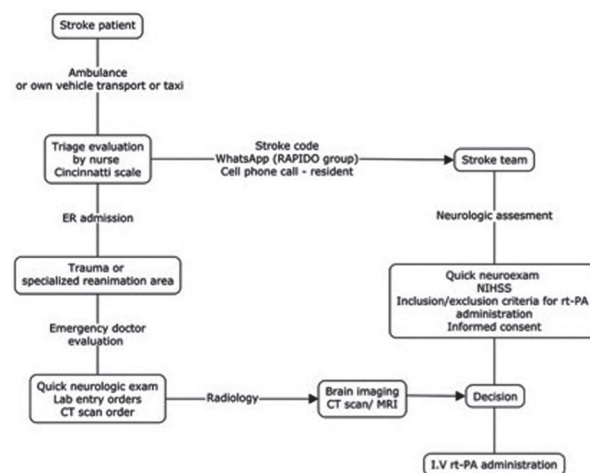 Stroke patient
Ambulance
or own vehicle transport or taxi
Triage evaluation
by nurse
Cincinnatti scale
Stroke code
WhatsApp (RAPIDO group)
Cell phone call - resident
Stroke team
ER admission
Neurologic assesment
Trauma or
specialized reanimation area
Quick neuroexam
NIHSS
Inclusion/exclusion criteria for rt-PA
administration
Informed consent
Emergency doctor
evaluation
Quick neurologic exam
Lab entry orders
CT scan order
Radiology
Brain imaging
CT scan/ MRI
Decision
I.V rt-PA administration